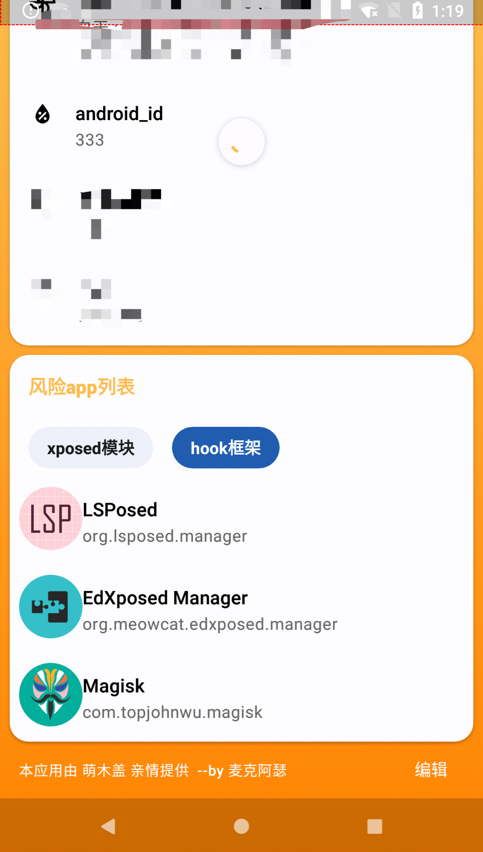 1:19
android_id
333
风险app列表
xposed模块
hook框架
LSP
LSPosed
org.lsposed.manager
EdXposed Manager
org.meowcat.edxposed.manager
Magisk
com.topjohnwu.magisk
本应用由 萌木盖 亲情提供 --by 麦克阿瑟
编辑